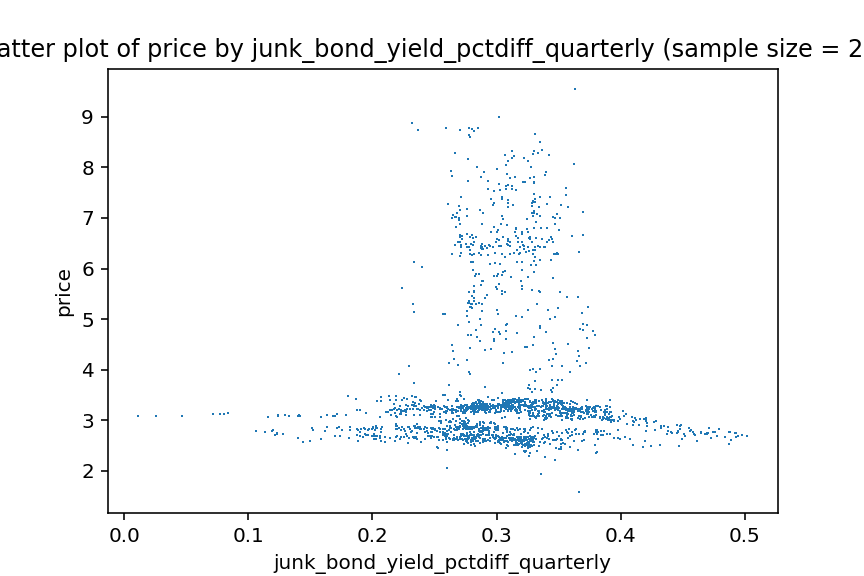 atter plot of price by junk_bond_yield_pctdiff_quarterly (sample size = 2
9
8
7
6
5
4
3
2
price
0.0 0.1 0.2 0.3 0.4 0.5
junk_bond_yield_pctdiff_quarterly